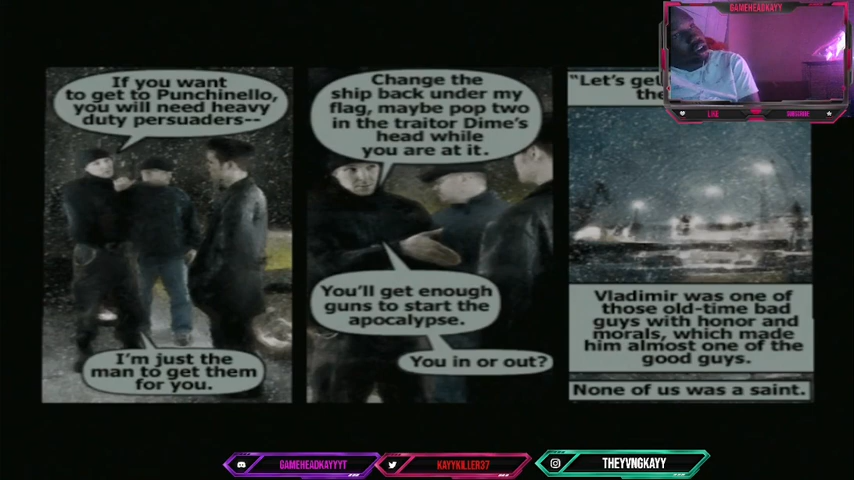 GAMEHEADKAYY
LIKE
SUBSCRIBE
If you want
to get to Punchinello,
you will need heavy
duty persuaders--
I'm just the
man to get them
for you.
Change the
ship back under my
flag, maybe pop two
in the traitor Dime's
head while
you are at it.
You'll get enough
guns to start the
apocalypse.
You in or out?
"Let's get
the
Vladimir was one of
those old-time bad
guys with honor and
morals, which made
him almost one of the
good guys.
None of us was a saint.
GAMEHEADKAYYT
KAYYKILLER37
THEYVNGKAYY